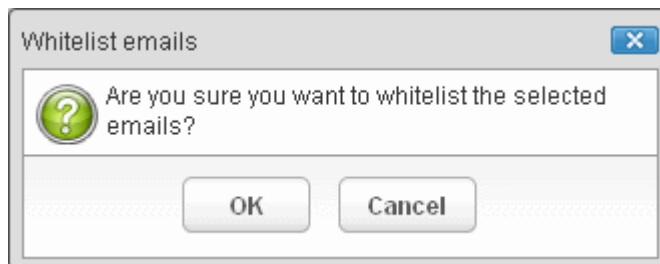 Whitelist emails
Are you sure you want to whitelist the selected
emails?
OK
Cancel